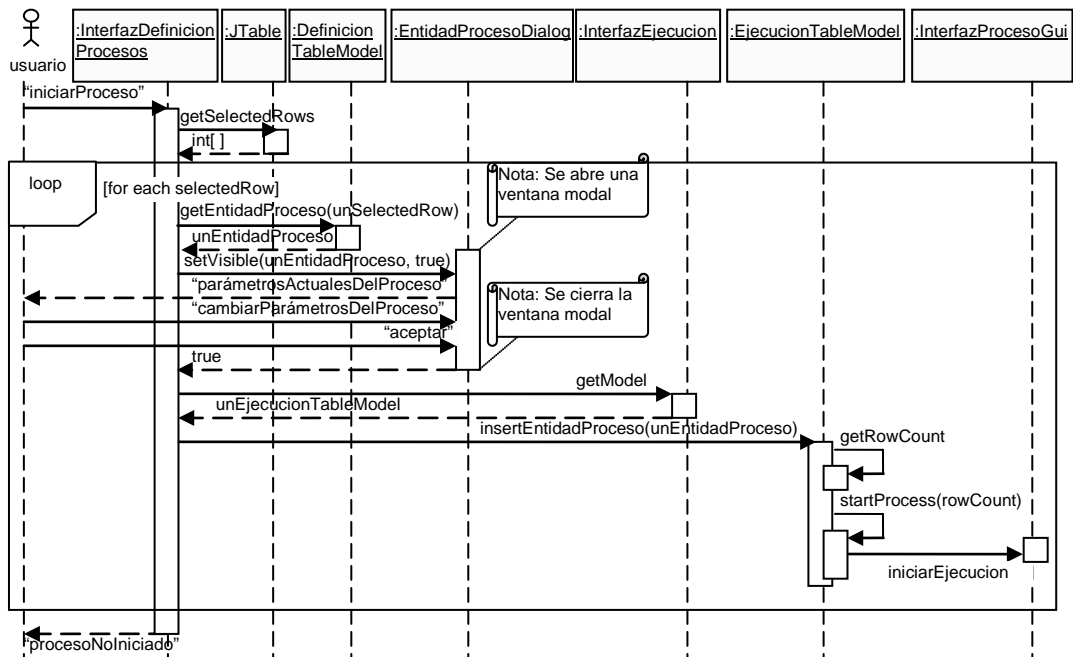 usuario
:InterfazDefinicion
Procesos
:JTable
:Definicion
TableModel
:EntidadProcesoDialog
:InterfazEjecucion
:EjecucionTableModel
:InterfazProcesoGui
“iniciarProceso”
getSelectedRows
int[ ]
loop
[for each selectedRow]
Nota: Se abre una
ventana modal
getEntidadProceso(unSelectedRow)
unEntidadProceso
setVisible(unEntidadProceso, true)
“parámetrosActualesDelProceso”
“cambiarParámetrosDelProceso”
Nota: Se cierra la
ventana modal
“aceptar”
true
getModel
unEjecucionTableModel
insertEntidadProceso(unEntidadProceso)
getRowCount
startProcess(rowCount)
iniciarEjecucion
“procesoNoIniciado”